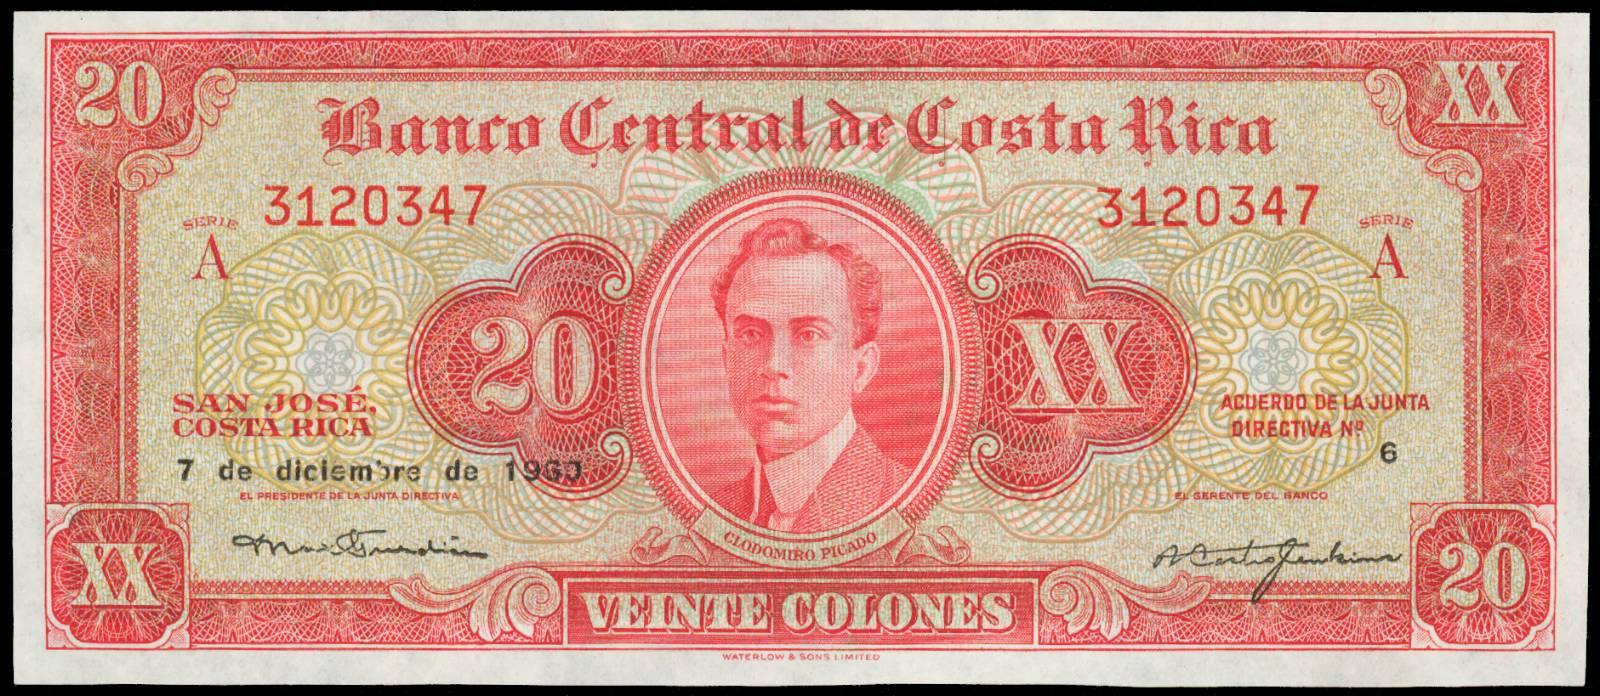 20
XX
Banco Central de Costa Rica
3120347
3120347
SERIE
A
SERIE
A
20
XX
SAN JOSÉ,
COSTA RICA
7 de diciembre de 1960
EL PRESIDENTE DE LA JUNTA DIRECTIVA
ACUERDO DE LA JUNTA
DIRECTIVA Nº
6
EL GERENTE DEL BANCO
CLODOMIRO PICADO
XX
VEINTE COLONES
20
WATERLOW & SONS LIMITED